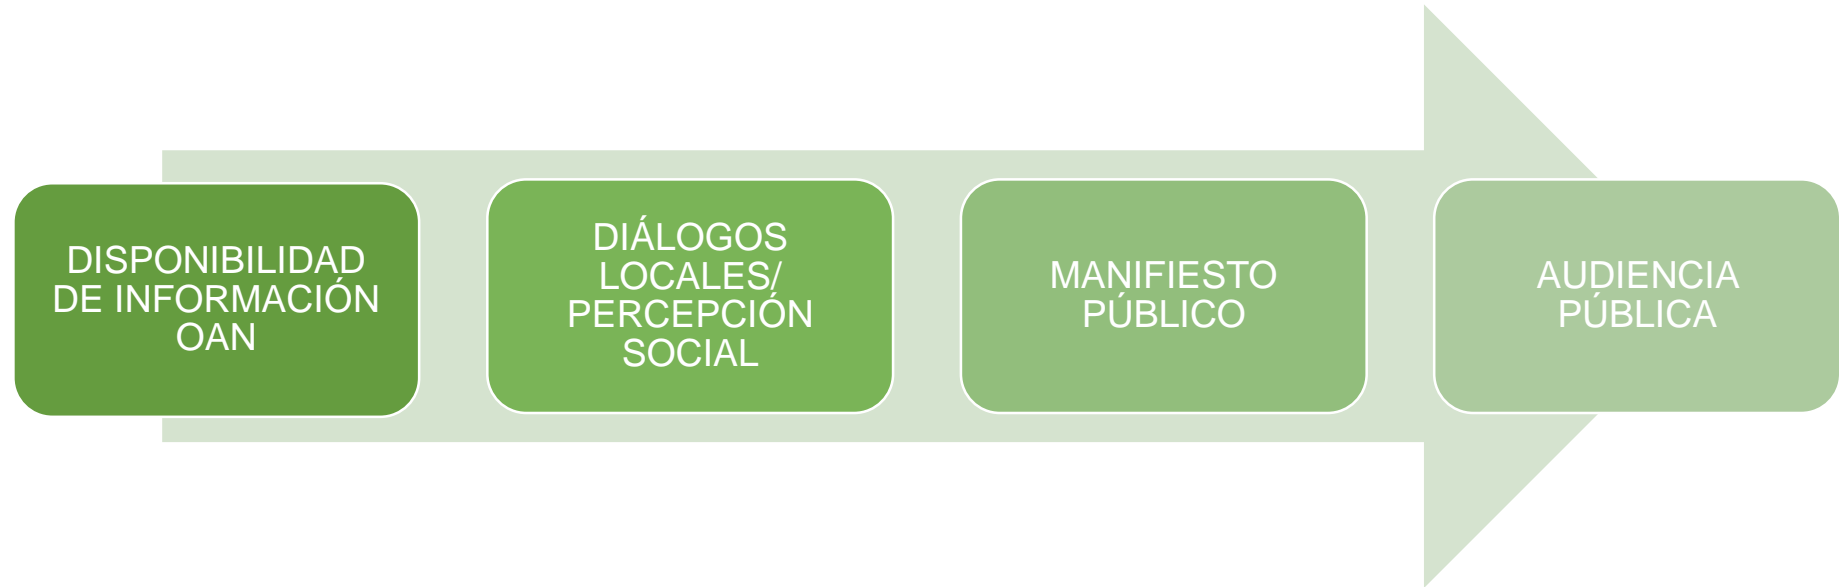 DISPONIBILIDAD
DE INFORMACIÓN
OAN
DIÁLOGOS
LOCALES/
PERCEPCIÓN
SOCIAL
MANIFIESTO
PÚBLICO
AUDIENCIA
PÚBLICA